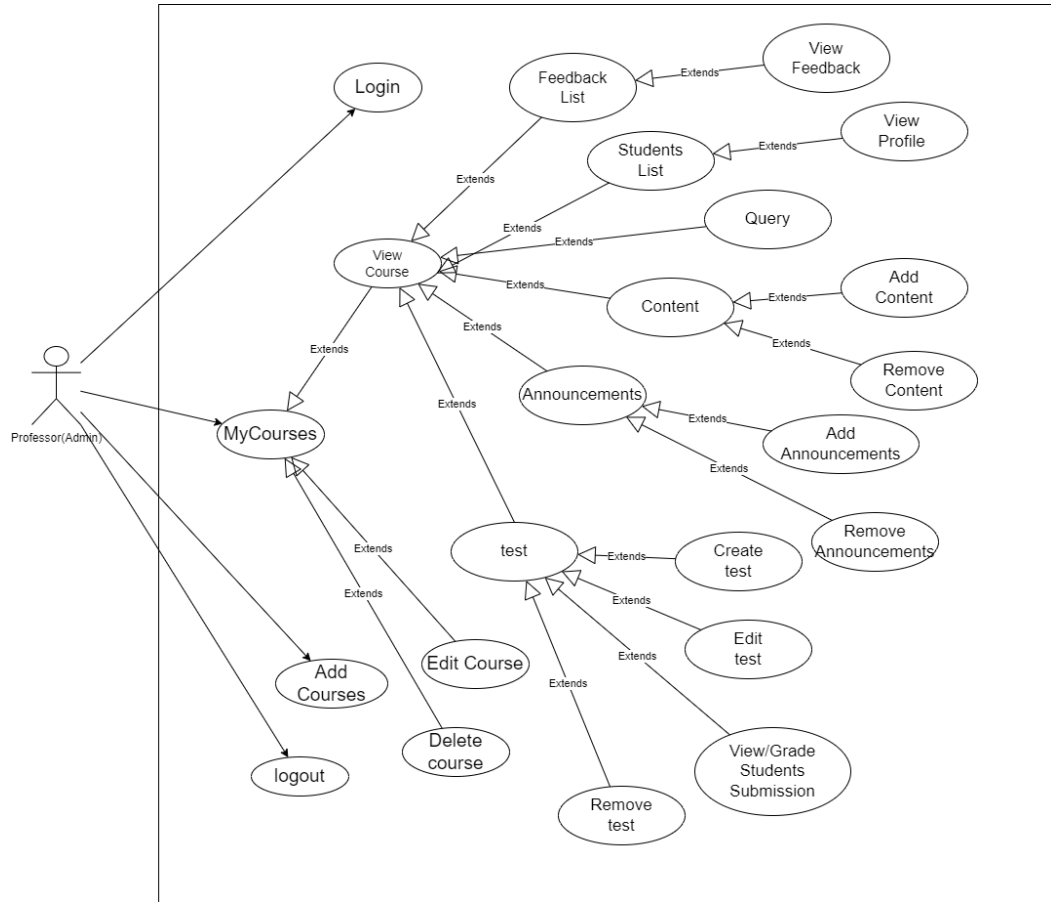 View
Feedback
Extends
Feedback
List
Login
View
Profile
Extends
Students
List
Extends
Query
Extends
Extends
View
Course
Add
Content
Extends
Extends
Content
Extends
Extends
Remove
Content
Extends
Announcements
Extends
Extends
Add
Announcements
Professor(Admin)
MyCourses
Extends
Remove
Announcements
test
Create
test
Extends
Extends
Extends
Extends
Edit
test
Extends
Edit Course
Extends
Add
Courses
Delete
course
View/Grade
Students
Submission
logout
Remove
test